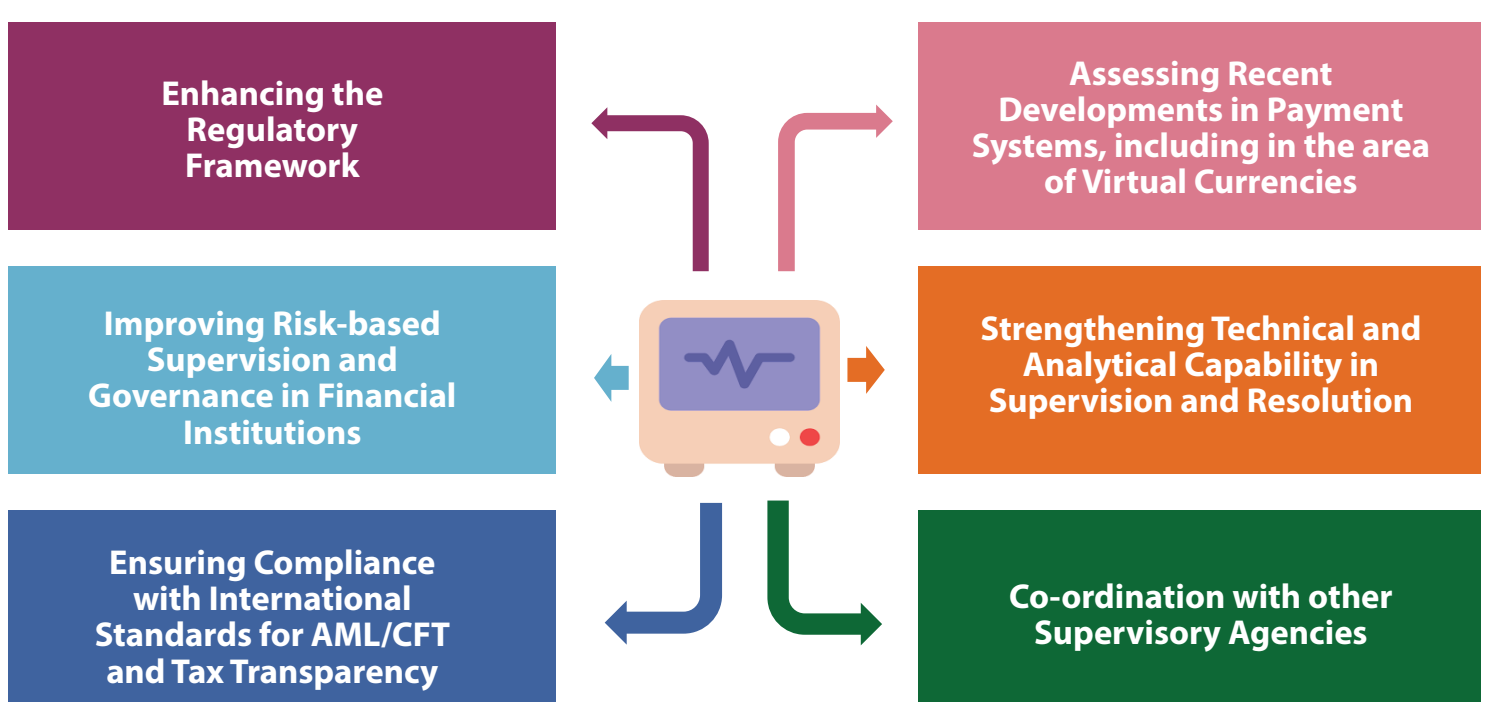 Enhancing the
Regulatory
Framework
Assessing Recent
Developments in Payment
Systems, including in the area
of Virtual Currencies
Improving Risk-based
Supervision and
Governance in Financial
Institutions
Strengthening Technical and
Analytical Capability in
Supervision and Resolution
Ensuring Compliance
with International
Standards for AML/CFT
and Tax Transparency
Co-ordination with other
Supervisory Agencies